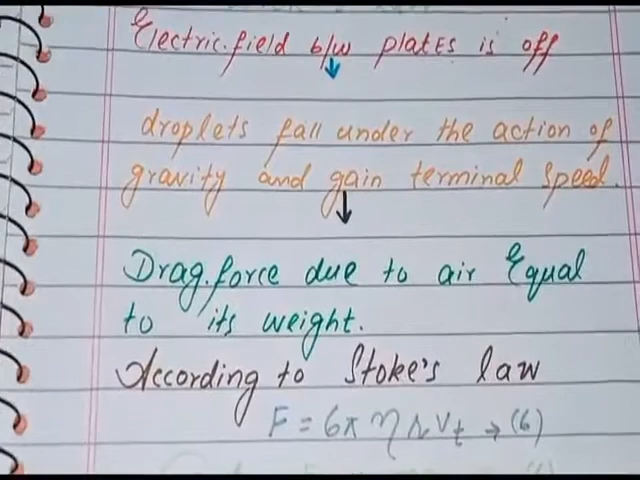 Electric field b/w plates is off
↓
droplets fall under the action of
gravity and gain terminal speed.
↓
Drag force due to air Equal
to its weight.
According to Stoke's law
F = 6π η r Vt → (6)